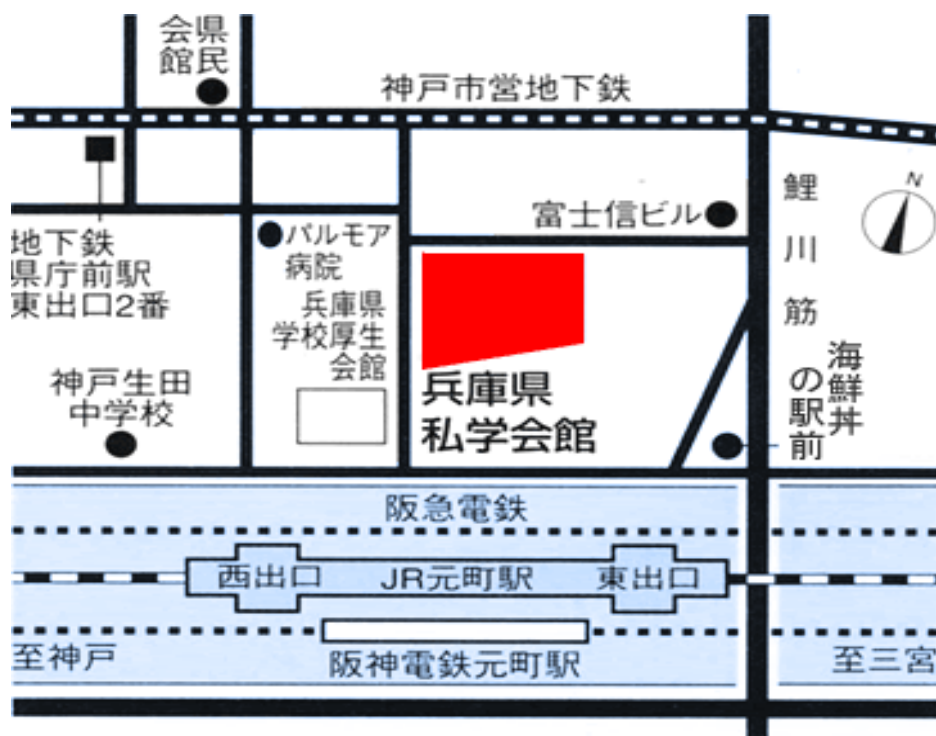 会県
館民
神戸市営地下鉄
N
鯉川筋
富士信ビル
パルモア
病院
地下鉄
県庁前駅
東出口2番
兵庫県
学校厚生
会館
神戸生田
中学校
兵庫県
私学会館
海鮮丼
の駅前
阪急電鉄
西出口
JR元町駅
東出口
至神戸
阪神電鉄元町駅
至三宮